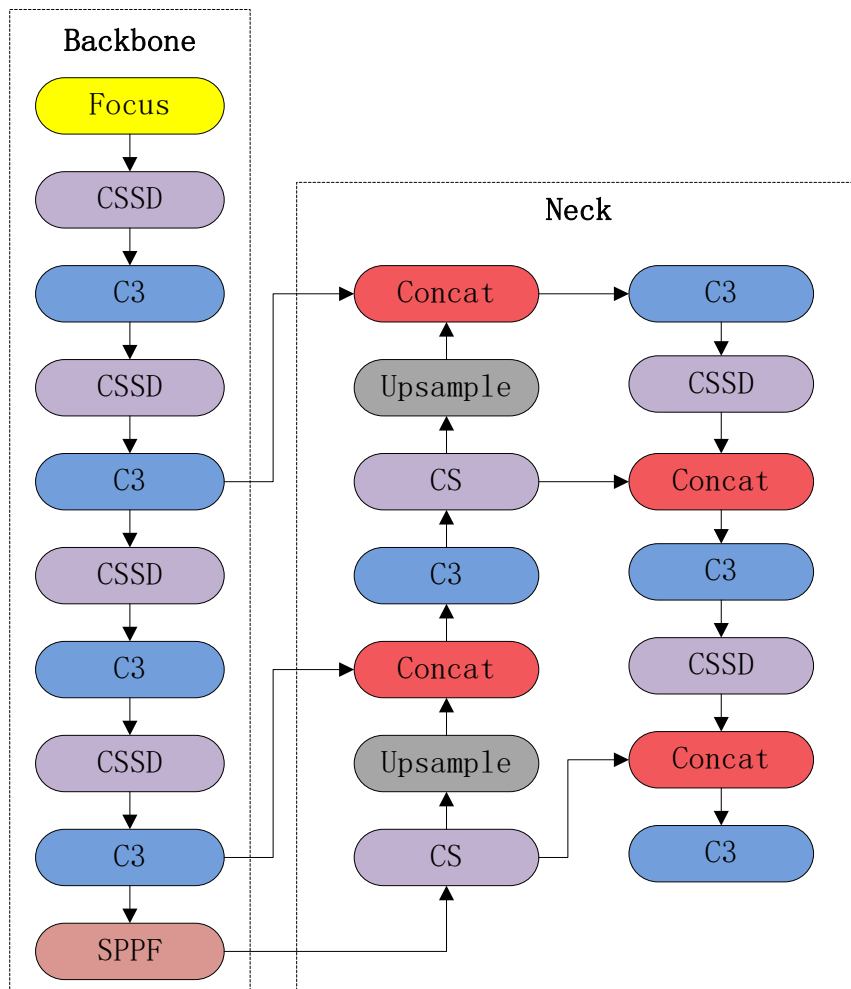 Backbone
Focus
CSSD
C3
CSSD
C3
CSSD
C3
CSSD
C3
SPPF
Neck
Concat
Upsample
CS
C3
Concat
Upsample
CS
C3
CSSD
Concat
C3
CSSD
Concat
C3